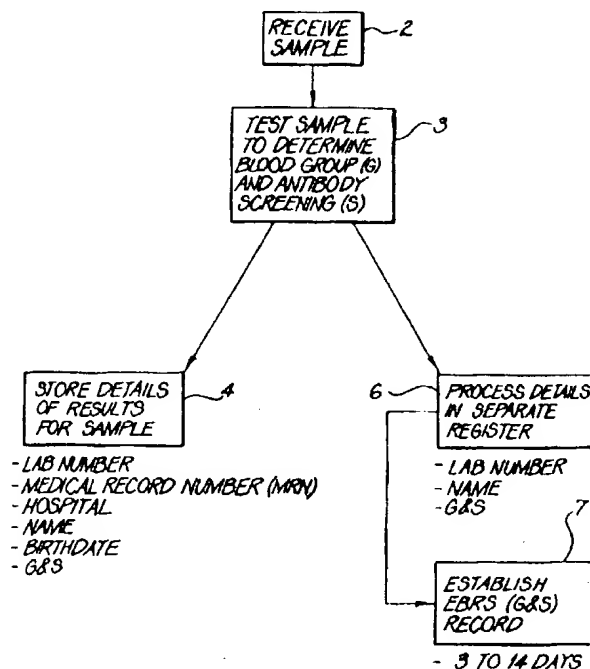 RECEIVE
SAMPLE
2
TEST SAMPLE
TO DETERMINE
BLOOD GROUP (G)
AND ANTIBODY
SCREENING (S)
3
STORE DETAILS
OF RESULTS
FOR SAMPLE
4
- LAB NUMBER
- MEDICAL RECORD NUMBER (MRN)
- HOSPITAL
- NAME
- BIRTHDATE
- G&S
6
PROCESS DETAILS
IN SEPARATE
REGISTER
- LAB NUMBER
- NAME
- G&S
7
ESTABLISH
EBRS (G&S)
RECORD
- 3 TO 14 DAYS